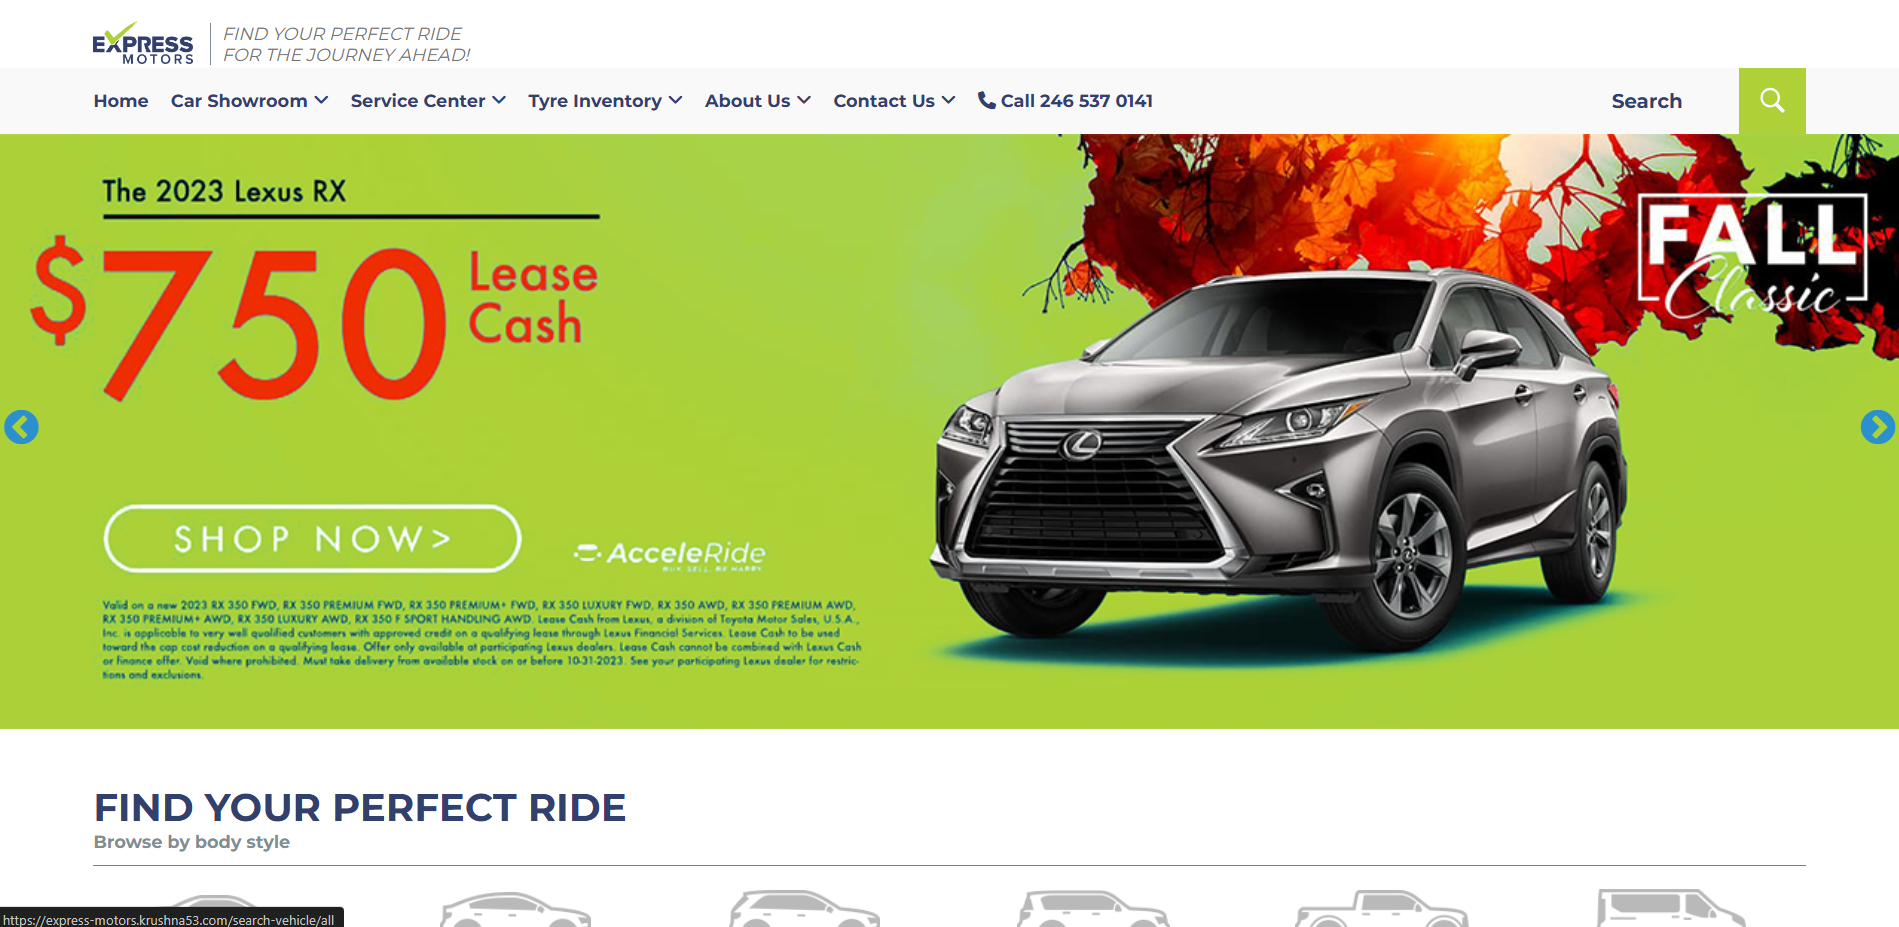 EXPRESS
MOTORS
FIND YOUR PERFECT RIDE
FOR THE JOURNEY AHEAD!
Home
Car Showroom
Service Center
Tyre Inventory
About Us
Contact Us
Call 246 537 0141
Search
The 2023 Lexus RX
$750
Lease
Cash
FALL
Classic
SHOP NOW>
AcceleRide
BUY. SELL. BE HAPPY.
Valid on a new 2023 RX 350 FWD, RX 350 PREMIUM FWD, RX 350 PREMIUM+ FWD, RX 350 LUXURY FWD, RX 350 AWD, RX 350 PREMIUM AWD,
RX 350 PREMIUM+ AWD, RX 350 LUXURY AWD, RX 350 F SPORT HANDLING AWD. Lease Cash from Lexus, a division of Toyota Motor Sales, U.S.A.,
Inc. is applicable to very well qualified customers with approved credit on a qualifying lease through Lexus Financial Services. Lease Cash to be used
toward the cap cost reduction on a qualifying lease. Offer only available at participating Lexus dealers. Lease Cash cannot be combined with Lexus Cash
or finance offer. Void where prohibited. Must take delivery from available stock on or before 10-31-2023. See your participating Lexus dealer for restric-
tions and exclusions.
FIND YOUR PERFECT RIDE
Browse by body style
https://express-motors.krushna53.com/search-vehicle/all